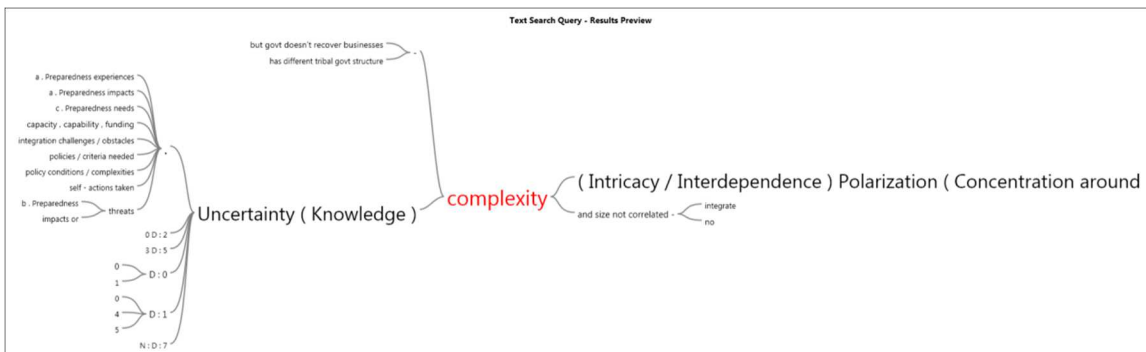 Text Search Query - Results Preview
but govt doesn't recover businesses
has different tribal govt structure
-
a . Preparedness experiences
a . Preparedness impacts
c . Preparedness needs
capacity , capability , funding
integration challenges / obstacles
policies / criteria needed
policy conditions / complexities
self - actions taken
b . Preparedness
impacts or
threats
.
0 D : 2
3 D : 5
0
1
D : 0
0
4
5
D : 1
N : D : 7
Uncertainty ( Knowledge )
complexity
( Intricacy / Interdependence ) Polarization ( Concentration around
and size not correlated -
integrate
no